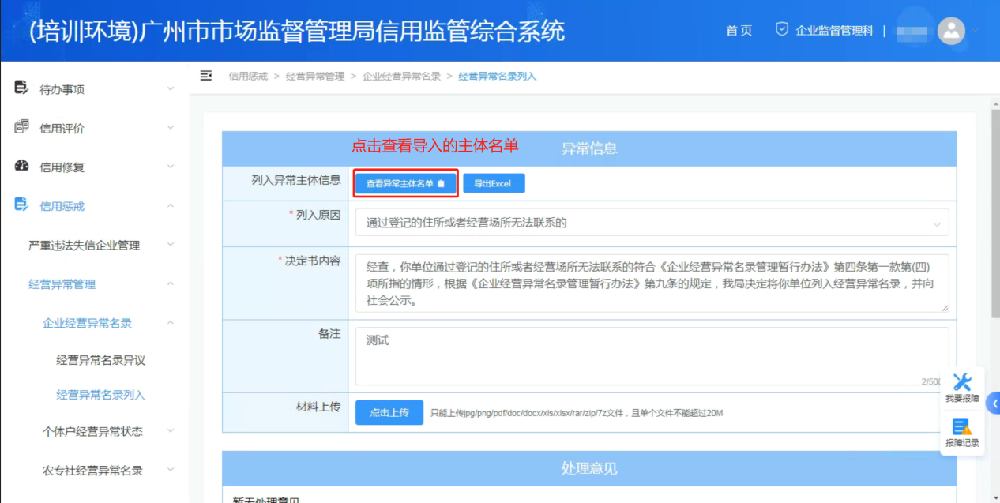 (培训环境)广州市市场监督管理局信用监管综合系统
首页 企业监督管理科 |
待办事项
信用评价
信用修复
信用惩戒
严重违法失信企业管理
经营异常管理
企业经营异常名录
经营异常名录异议
经营异常名录列入
个体户经营异常状态
农专社经营异常名录
信用惩戒 > 经营异常管理 > 企业经营异常名录 > 经营异常名录列入
点击查看导入的主体名单
异常信息
列入异常主体信息 查看异常主体名单 导出Excel
* 列入原因 通过登记的住所或者经营场所无法联系的
* 决定书内容
经查，你单位通过登记的住所或者经营场所无法联系的符合《企业经营异常名录管理暂行办法》第四条第一款第(四)
项所指的情形，根据《企业经营异常名录管理暂行办法》第九条的规定，我局决定将你单位列入经营异常名录，并向
社会公示。
备注 测试
2/500
材料上传 点击上传 只能上传jpg/png/pdf/doc/docx/xls/xlsx/rar/zip/7z文件，且单个文件不能超过20M
处理意见
暂无处理意见
我要报障
报障记录